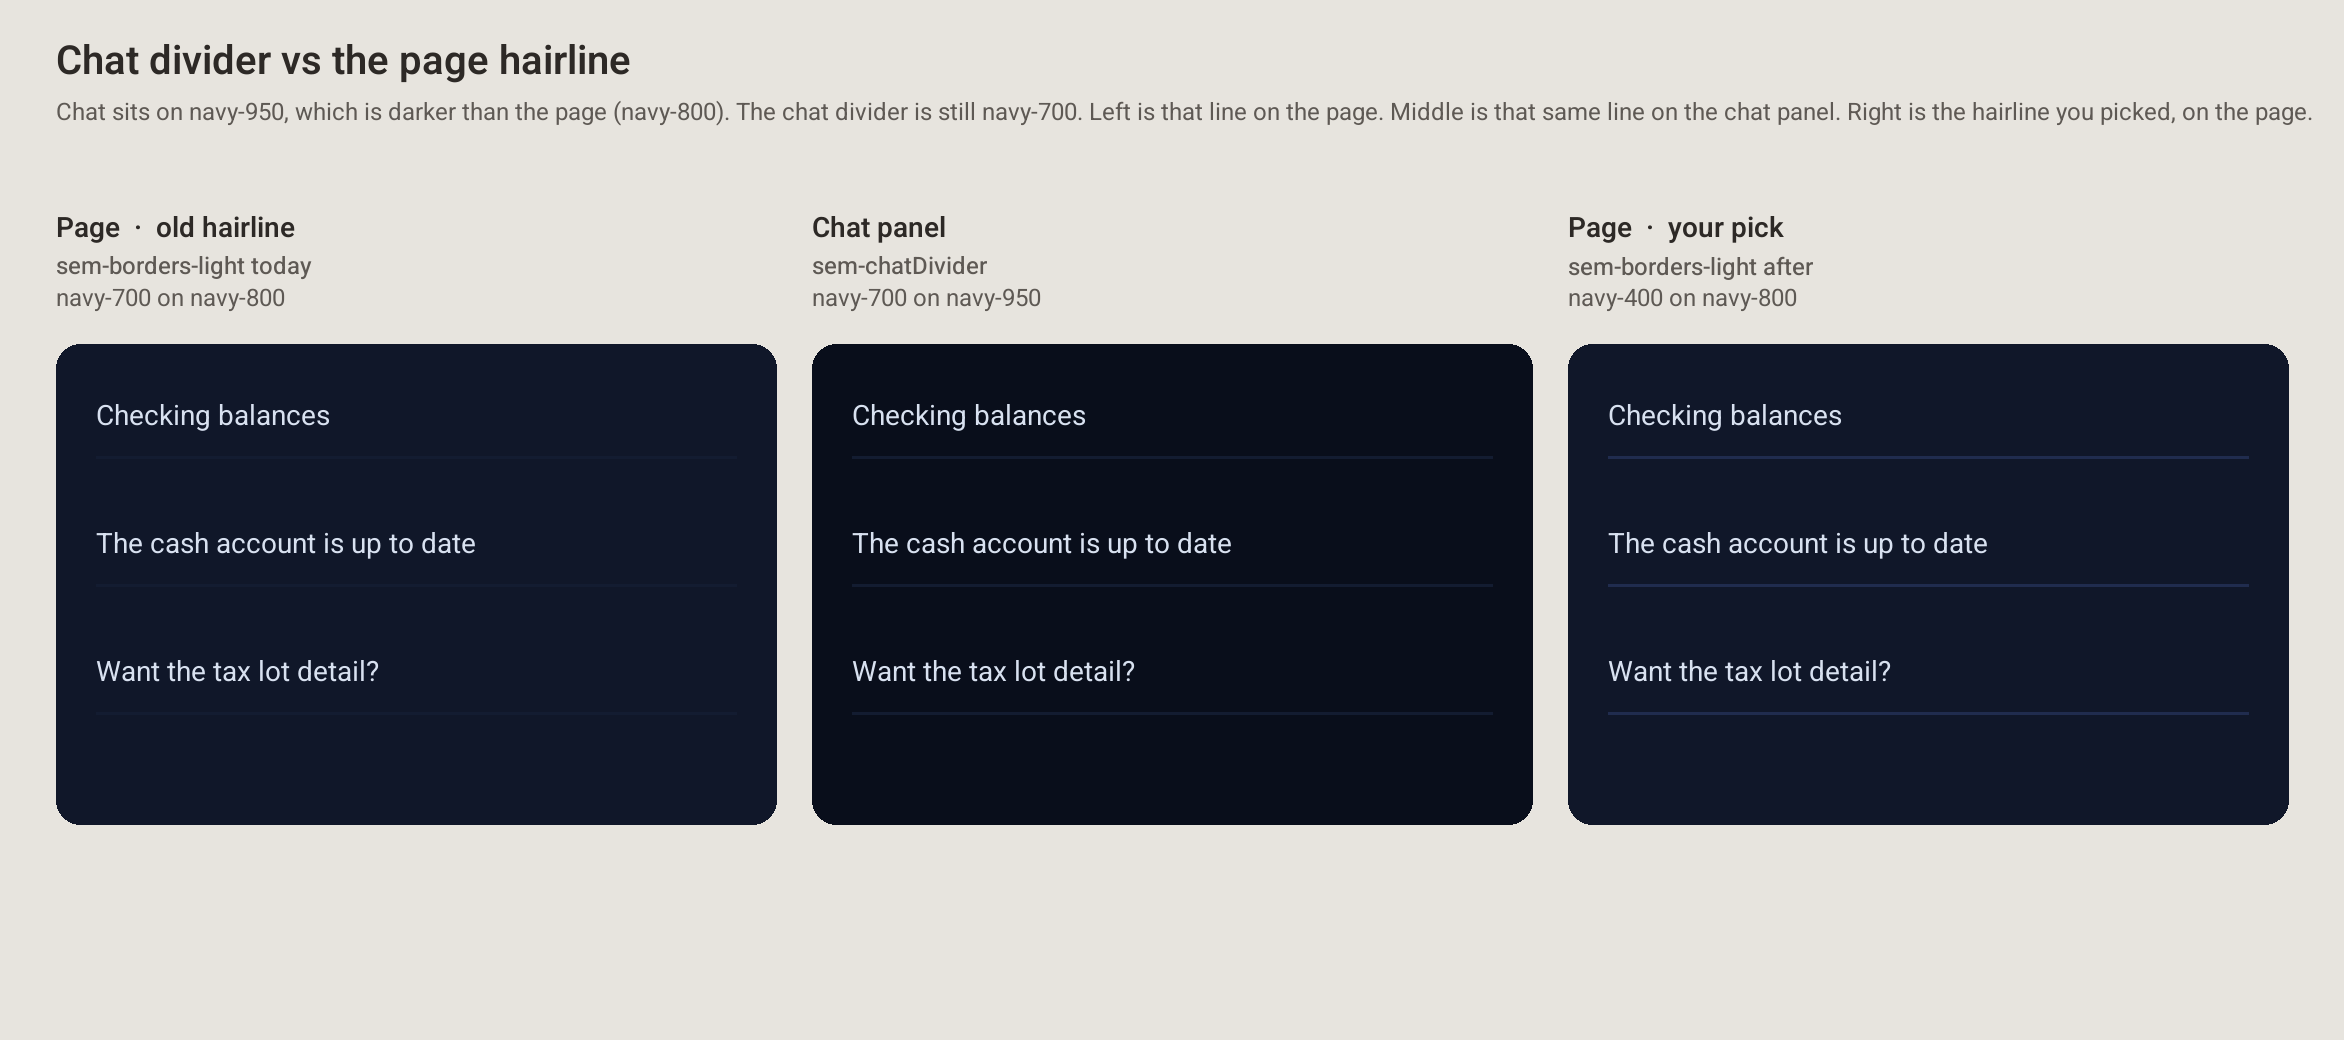 Chat divider vs the page hairline
Chat sits on navy-950, which is darker than the page (navy-800). The chat divider is still navy-700. Left is that line on the page. Middle is that same line on the chat panel. Right is the hairline you picked, on the page.
Page · old hairline
sem-borders-light today
navy-700 on navy-800
Checking balances
The cash account is up to date
Want the tax lot detail?
Chat panel
sem-chatDivider
navy-700 on navy-950
Checking balances
The cash account is up to date
Want the tax lot detail?
Page · your pick
sem-borders-light after
navy-400 on navy-800
Checking balances
The cash account is up to date
Want the tax lot detail?